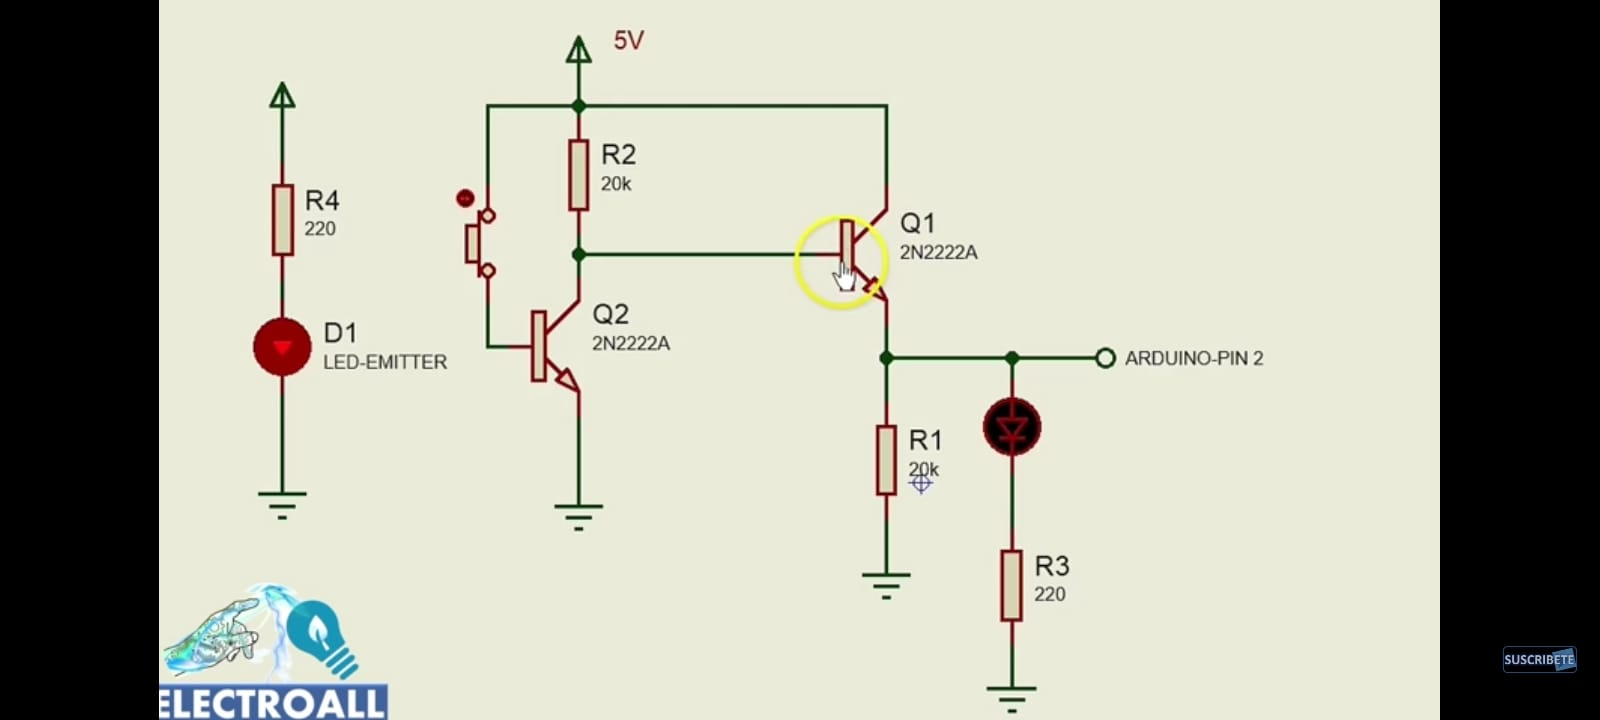 5V
R2
20k
R4
220
Q1
2N2222A
Q2
2N2222A
D1
LED-EMITTER
ARDUINO-PIN 2
R1
20k
R3
220
SUSCRIBETE
ELECTROALL